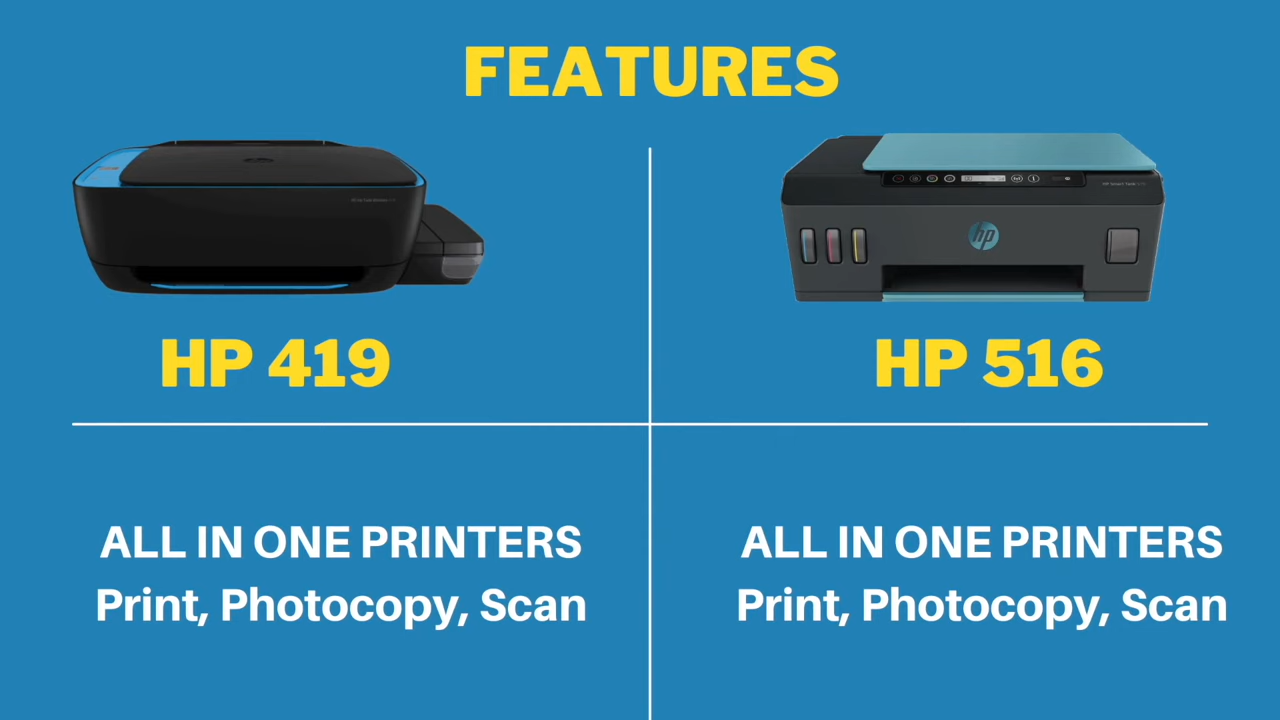 FEATURES
hp
HP 419
HP 516
ALL IN ONE PRINTERS
Print, Photocopy, Scan
ALL IN ONE PRINTERS
Print, Photocopy, Scan